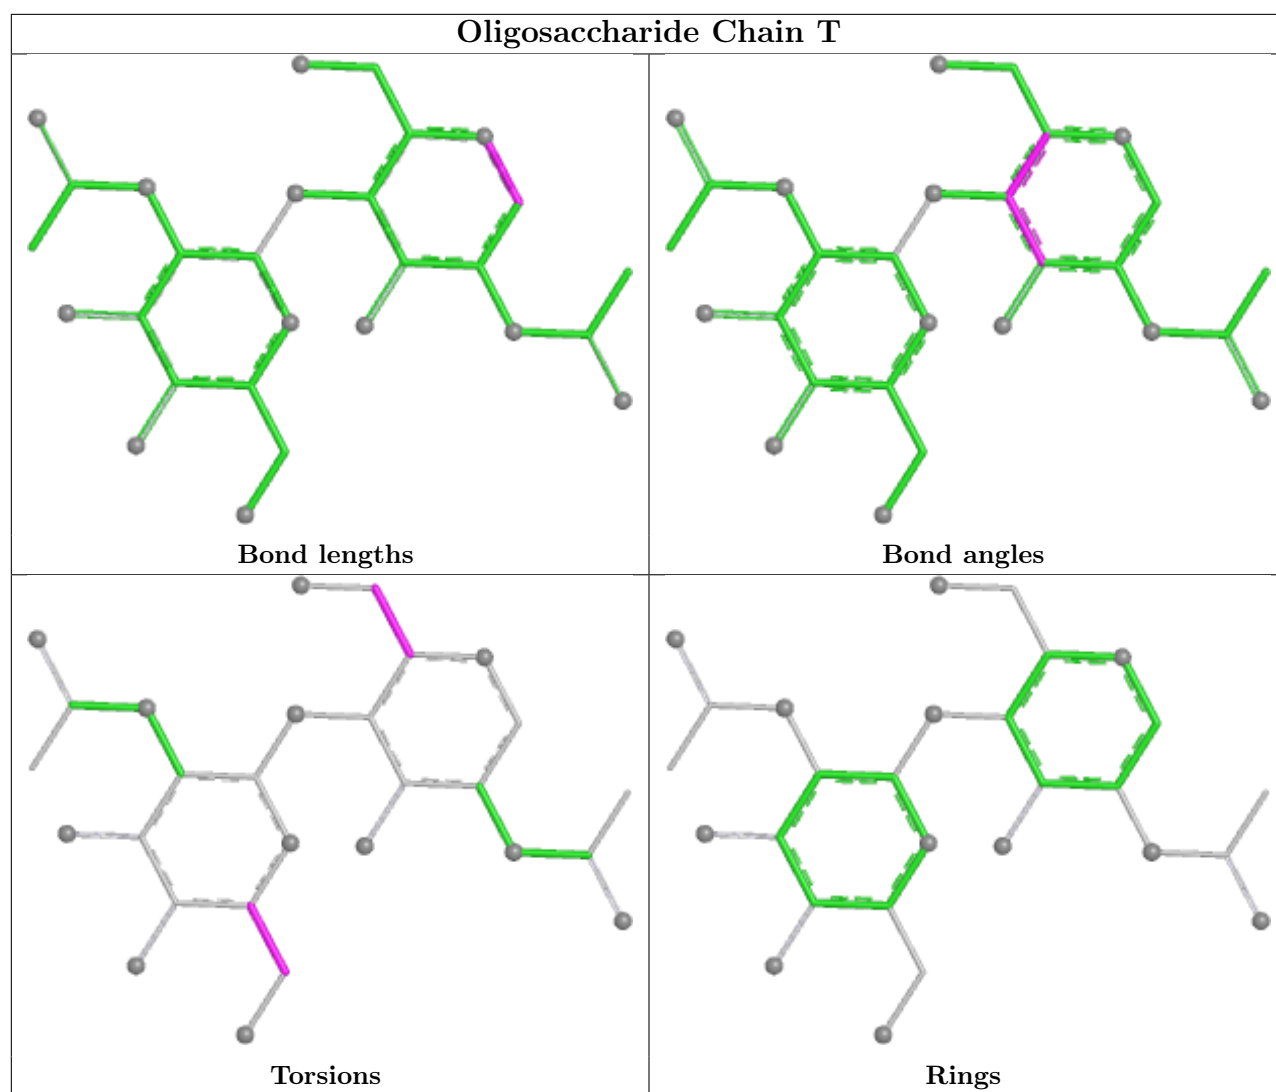 Oligosaccharide Chain T
Bond lengths
Bond angles
Torsions
Rings